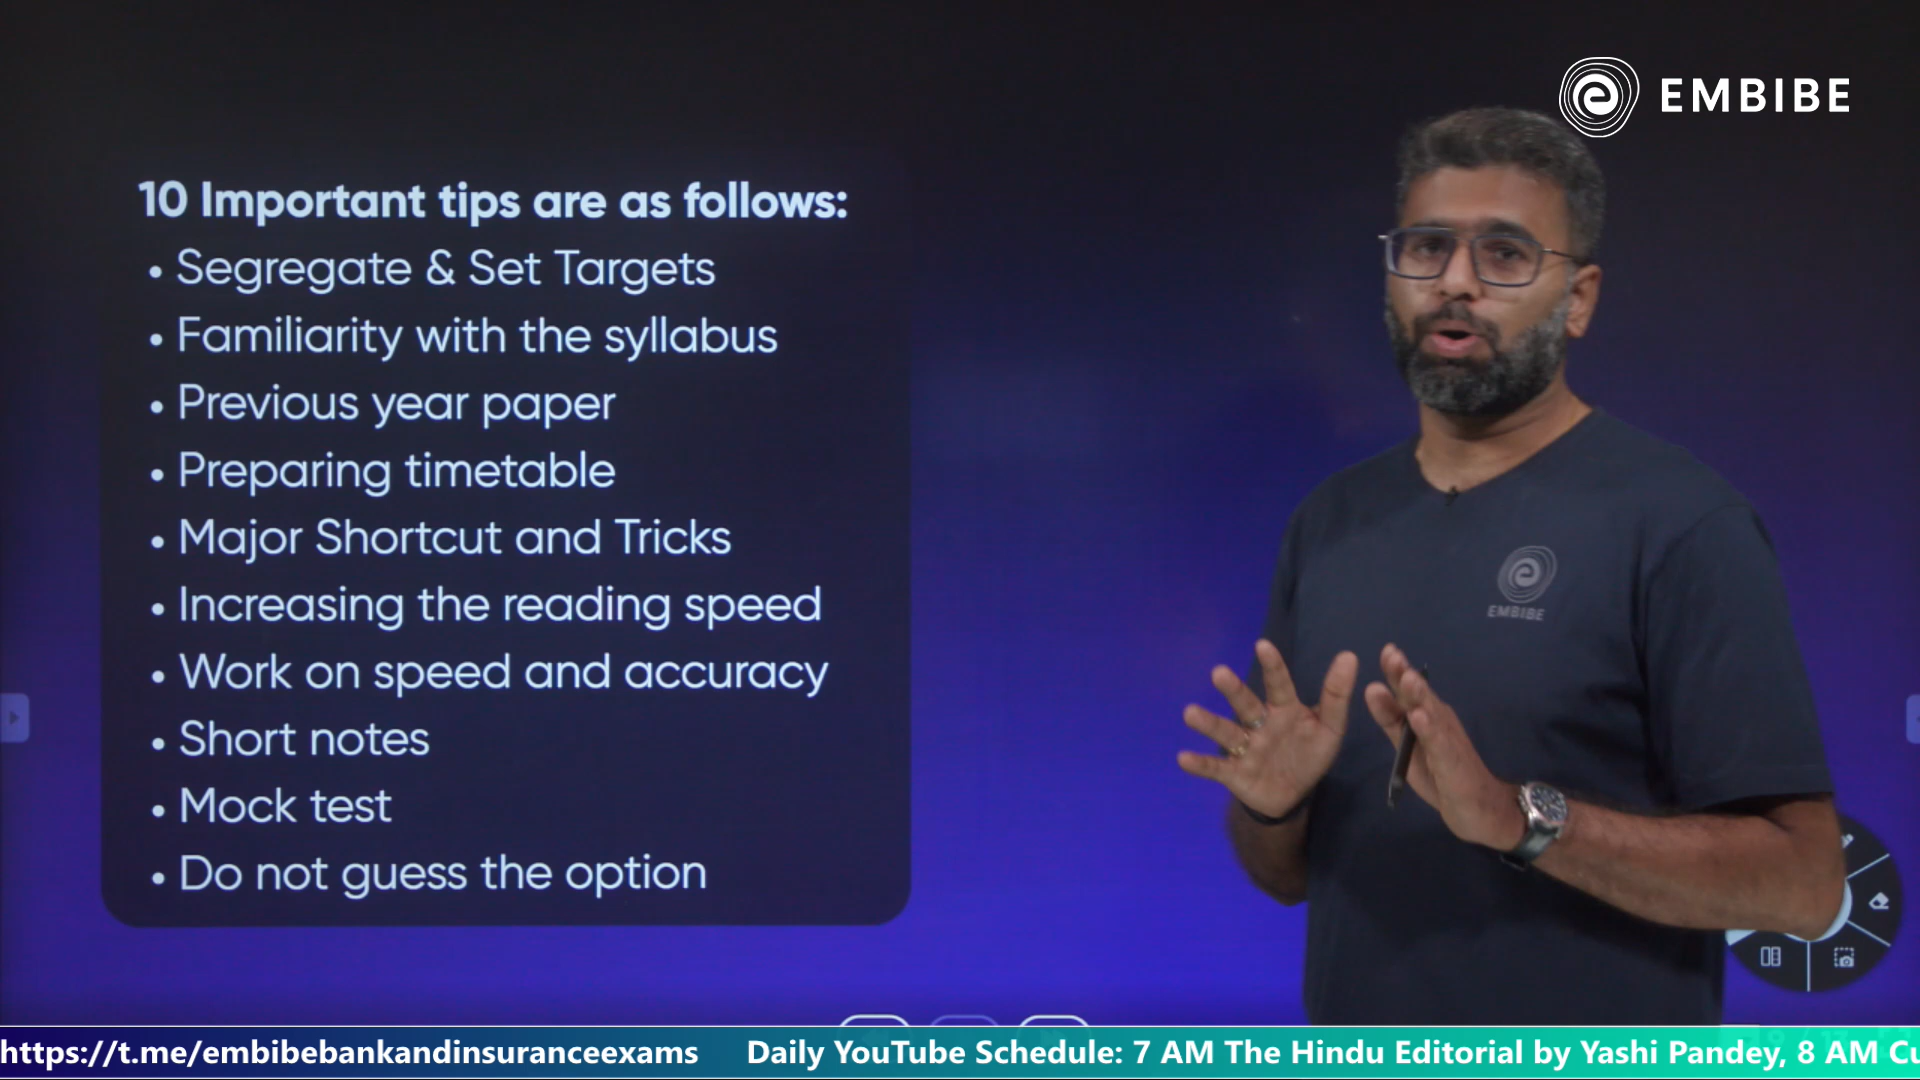 EMBIBE
10 Important tips are as follows:
• Segregate & Set Targets
• Familiarity with the syllabus
• Previous year paper
• Preparing timetable
• Major Shortcut and Tricks
• Increasing the reading speed
• Work on speed and accuracy
• Short notes
• Mock test
• Do not guess the option
EMBIBE
https://t.me/embibebankandinsuranceexams Daily YouTube Schedule: 7 AM The Hindu Editorial by Yashi Pandey, 8 AM Cu